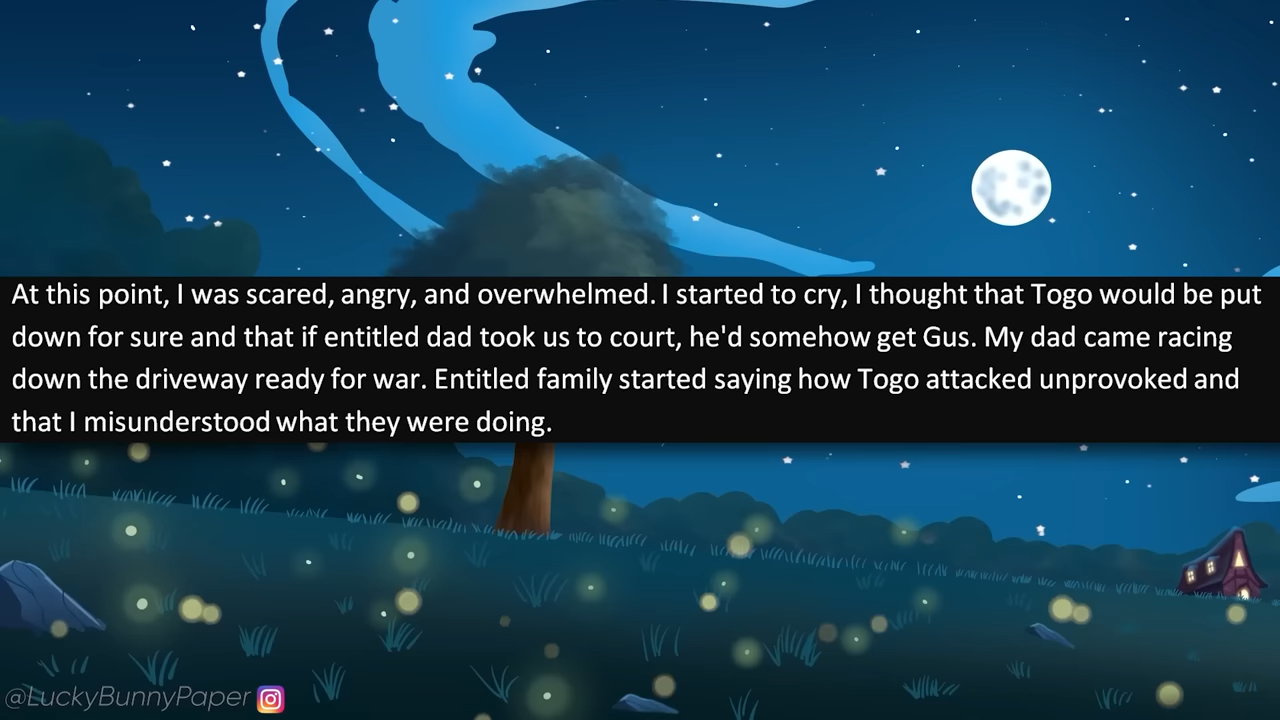 At this point, I was scared, angry, and overwhelmed. I started to cry, I thought that Togo would be put
down for sure and that if entitled dad took us to court, he'd somehow get Gus. My dad came racing
down the driveway ready for war. Entitled family started saying how Togo attacked unprovoked and
that I misunderstood what they were doing.
@LuckyBunnyPaper